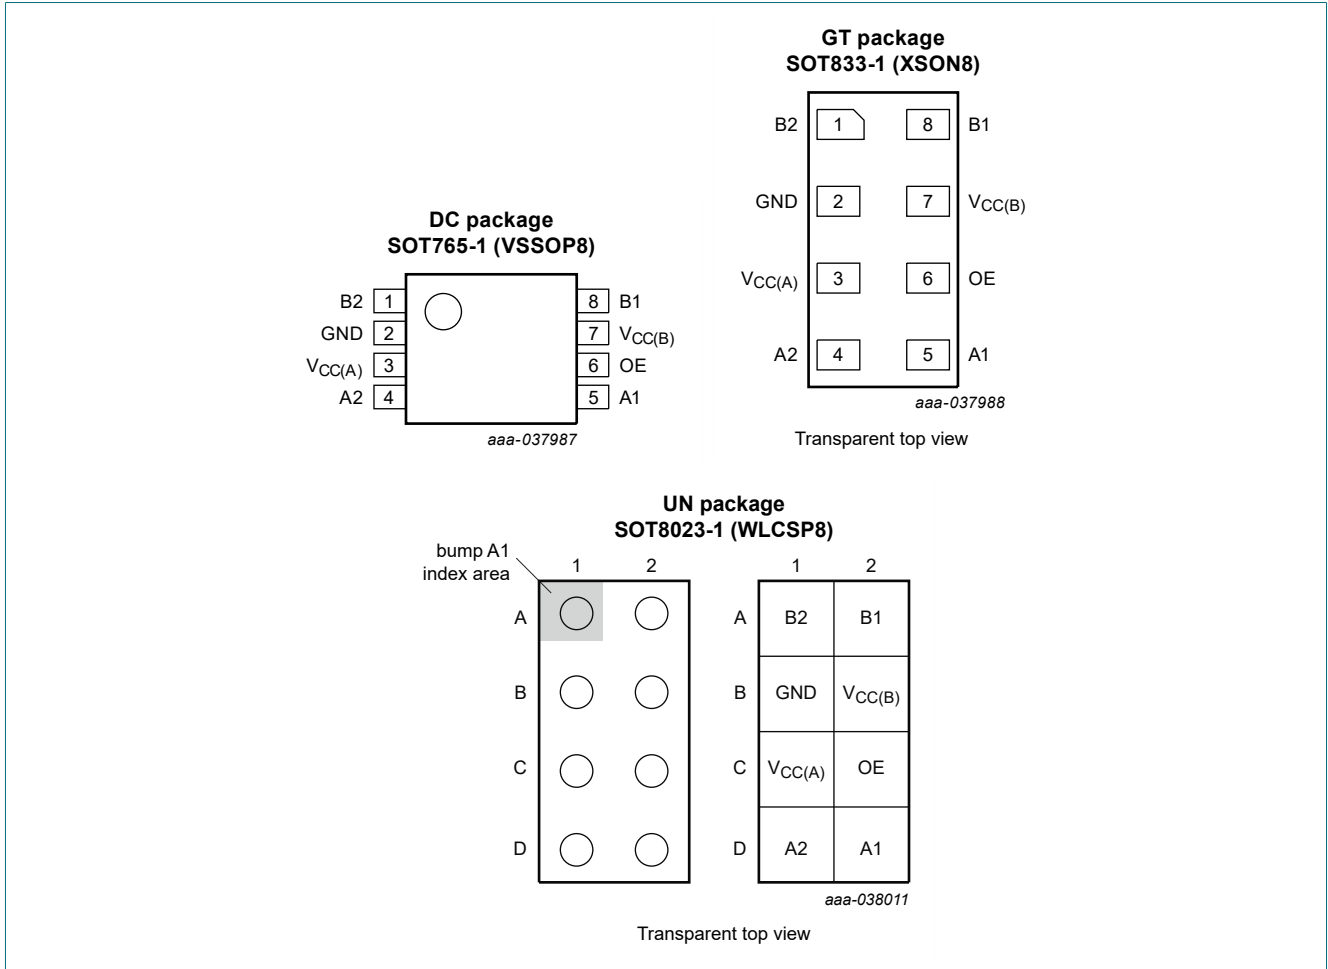 GT package
SOT833-1 (XSON8)
B2 1 8 B1
GND 2 7 VCC(B)
VCC(A) 3 6 OE
A2 4 5 A1
aaa-037988
Transparent top view
DC package
SOT765-1 (VSSOP8)
B2 1 8 B1
GND 2 7 VCC(B)
VCC(A) 3 6 OE
A2 4 5 A1
aaa-037987
UN package
SOT8023-1 (WLCSP8)
bump A1
index area
1 2
A
B
C
D
1 2
A B2 B1
B GND VCC(B)
C VCC(A) OE
D A2 A1
aaa-038011
Transparent top view